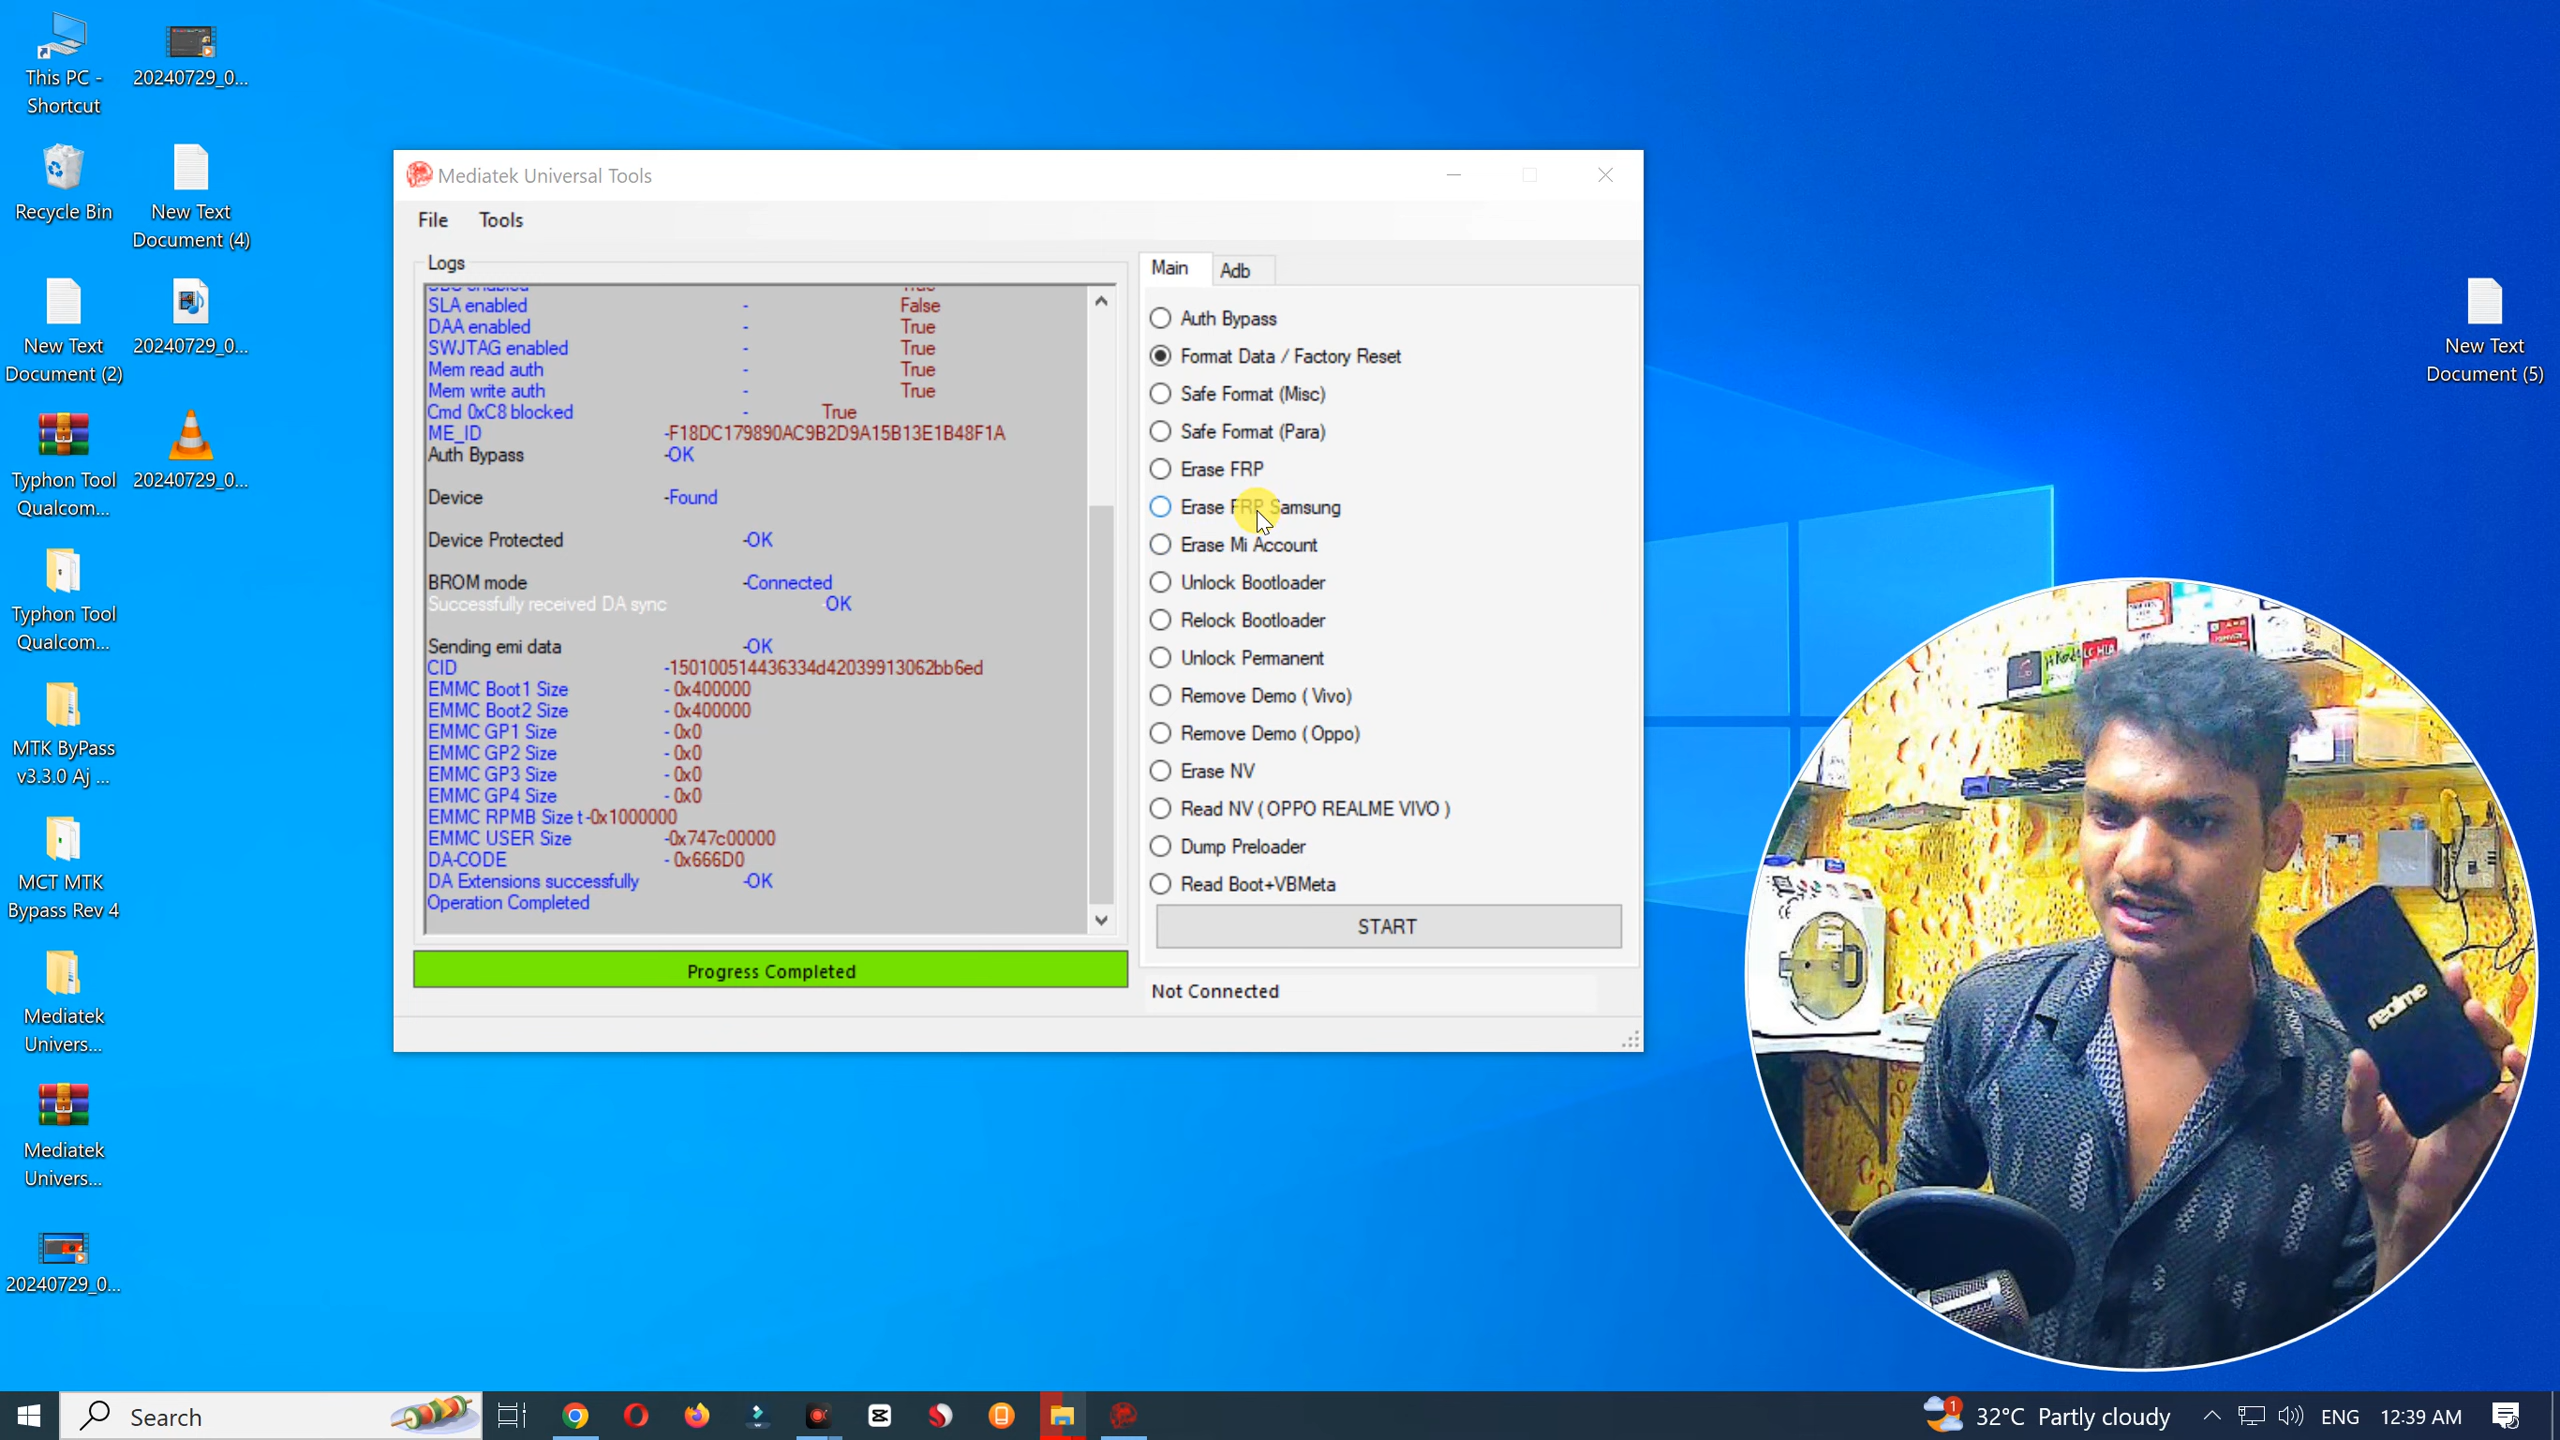 This PC -
Shortcut
20240729_0...
Recycle Bin
New Text
Document (4)
New Text
Document (2)
20240729_0...
Typhon Tool
Qualcom...
20240729_0...
Typhon Tool
Qualcom...
MTK ByPass
v3.3.0 Aj ...
MCT MTK
Bypass Rev 4
Mediatek
Univers...
Mediatek
Univers...
20240729_0...
Mediatek Universal Tools
File Tools
Logs
SLA enabled - False
DAA enabled - True
SWJTAG enabled - True
Mem read auth - True
Mem write auth - True
Cmd 0xC8 blocked - True
ME_ID -F18DC179890AC9B2D9A15B13E1B48F1A
Auth Bypass -OK
Device -Found
Device Protected -OK
BROM mode -Connected
Successfully received DA sync -OK
Sending emi data -OK
CID -150100514436334d42039913062bb6ed
EMMC Boot1 Size - 0x400000
EMMC Boot2 Size - 0x400000
EMMC GP1 Size - 0x0
EMMC GP2 Size - 0x0
EMMC GP3 Size - 0x0
EMMC GP4 Size - 0x0
EMMC RPMB Size t -0x1000000
EMMC USER Size -0x747c00000
DA-CODE - 0x666D0
DA Extensions successfully -OK
Operation Completed
Progress Completed
Main Adb
Auth Bypass
Format Data / Factory Reset
Safe Format (Misc)
Safe Format (Para)
Erase FRP
Erase FRP Samsung
Erase Mi Account
Unlock Bootloader
Relock Bootloader
Unlock Permanent
Remove Demo ( Vivo)
Remove Demo ( Oppo)
Erase NV
Read NV ( OPPO REALME VIVO )
Dump Preloader
Read Boot+VBMeta
START
Not Connected
New Text
Document (5)
realme
Search
1
32°C Partly cloudy
ENG
12:39 AM